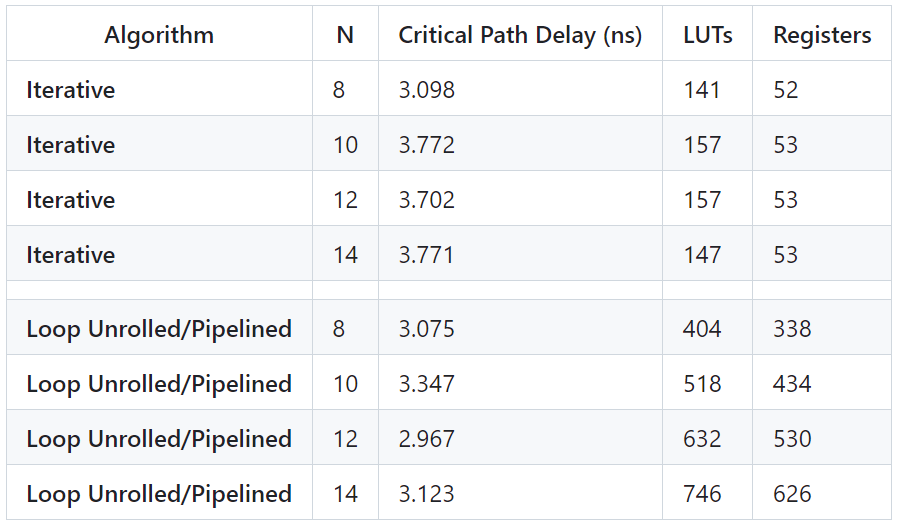 Algorithm N Critical Path Delay (ns) LUTs Registers
Iterative 8 3.098 141 52
Iterative 10 3.772 157 53
Iterative 12 3.702 157 53
Iterative 14 3.771 147 53
Loop Unrolled/Pipelined 8 3.075 404 338
Loop Unrolled/Pipelined 10 3.347 518 434
Loop Unrolled/Pipelined 12 2.967 632 530
Loop Unrolled/Pipelined 14 3.123 746 626